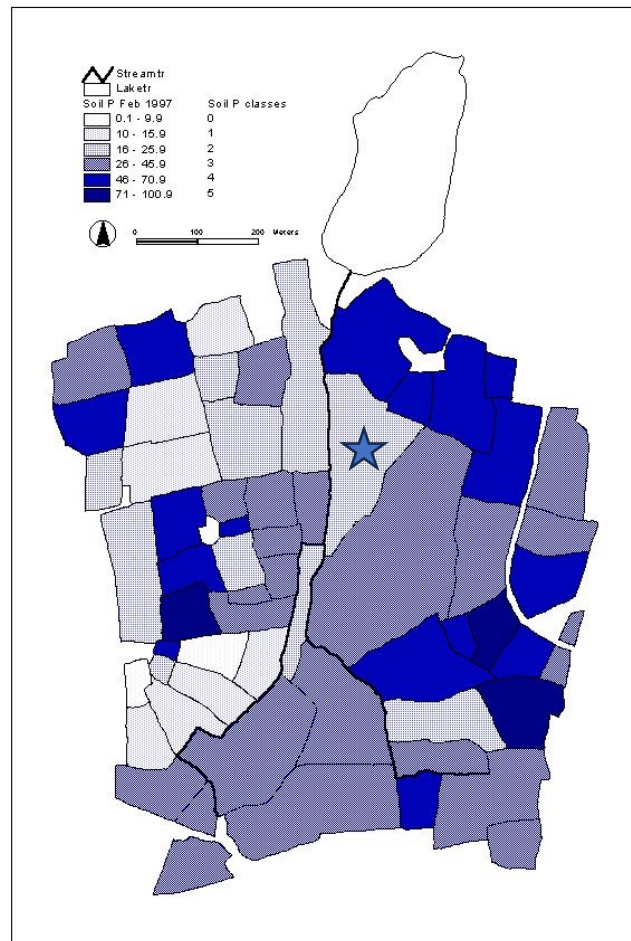 Streamtr
Laketr
Soil P Feb 1997 Soil P classes
0.1 - 9.9 0
10 - 15.9 1
16 - 25.9 2
26 - 45.9 3
46 - 70.9 4
71 - 100.9 5
0 100 200 Meters